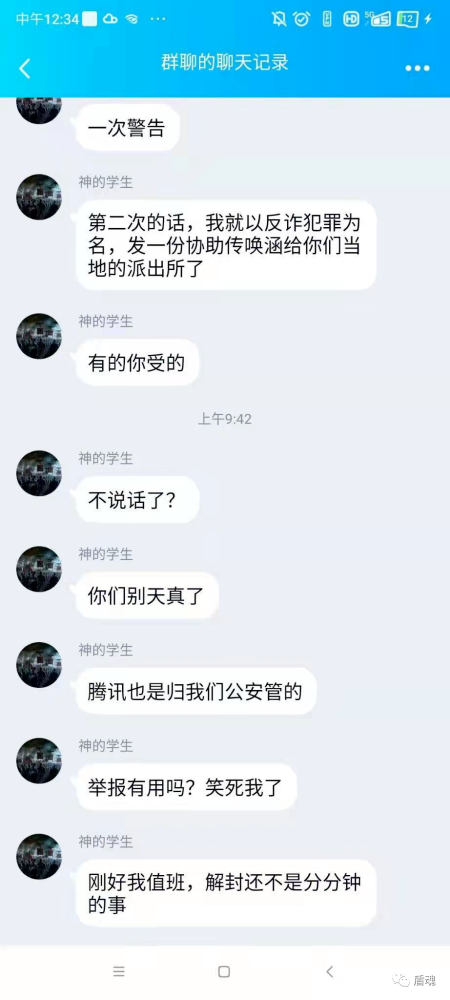 中午12:34
HD
5G
12
群聊的聊天记录
一次警告
神的学生
第二次的话，我就以反诈犯罪为
名，发一份协助传唤涵给你们当
地的派出所了
神的学生
有的你受的
上午9:42
神的学生
不说话了？
神的学生
你们别天真了
神的学生
腾讯也是归我们公安管的
神的学生
举报有用吗？笑死我了
神的学生
刚好我值班，解封还不是分分钟
的事
盾魂